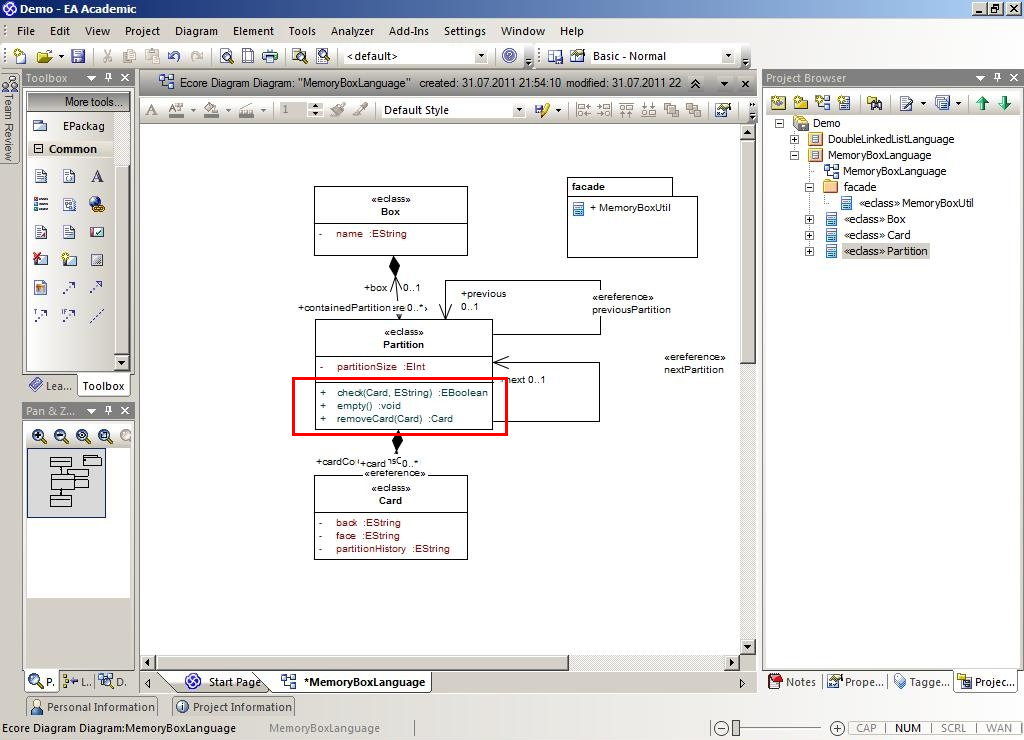 Demo - EA Academic
File Edit View Project Diagram Element Tools Analyzer Add-Ins Settings Window Help
<default>
Basic - Normal
Team Review
Toolbox
More tools...
EPackag
Common
Lea...
Toolbox
Pan & Z...
P. L.. D.
Ecore Diagram Diagram: "MemoryBoxLanguage" created: 31.07.2011 21:54:10 modified: 31.07.2011 22
1
Default Style
«eclass»
Box
- name :EString
facade
+ MemoryBoxUtil
+box 0..1
+containedPartition 0..*
+previous
0..1
«ereference»
previousPartition
«eclass»
Partition
- partitionSize :EInt
+ check(Card, EString) :EBoolean
+ empty() :void
+ removeCard(Card) :Card
next 0..1
«ereference»
nextPartition
+card 0..*
«ereference»
«eclass»
Card
- back :EString
- face :EString
- partitionHistory :EString
Start Page
*MemoryBoxLanguage
Project Browser
Demo
DoubleLinkedListLanguage
MemoryBoxLanguage
MemoryBoxLanguage
facade
«eclass» MemoryBoxUtil
«eclass» Box
«eclass» Card
«eclass» Partition
Notes Prope... Tagge... Projec...
Personal Information Project Information
Ecore Diagram Diagram:MemoryBoxLanguage MemoryBoxLanguage CAP NUM SCRL WAN